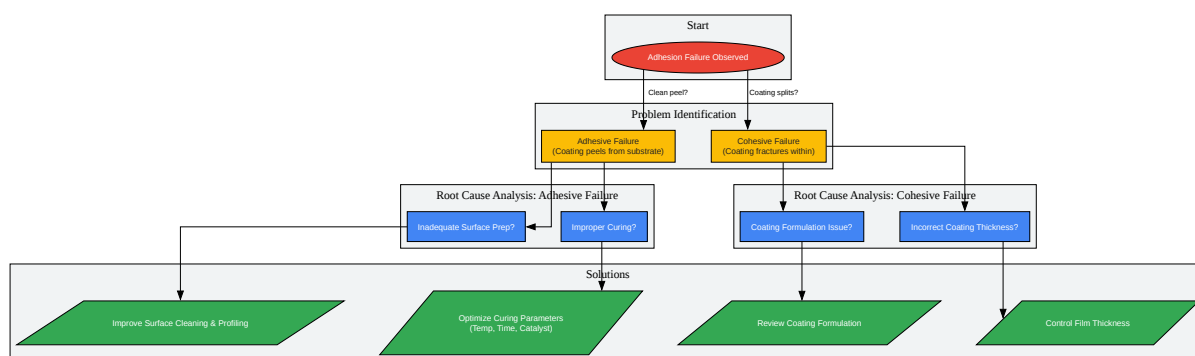 Start
Adhesion Failure Observed
Clean peel?
Coating splits?
Problem Identification
Adhesive Failure
(Coating peels from substrate)
Cohesive Failure
(Coating fractures within)
Root Cause Analysis: Adhesive Failure
Inadequate Surface Prep?
Improper Curing?
Root Cause Analysis: Cohesive Failure
Coating Formulation Issue?
Incorrect Coating Thickness?
Solutions
Improve Surface Cleaning & Profiling
Optimize Curing Parameters
(Temp, Time, Catalyst)
Review Coating Formulation
Control Film Thickness